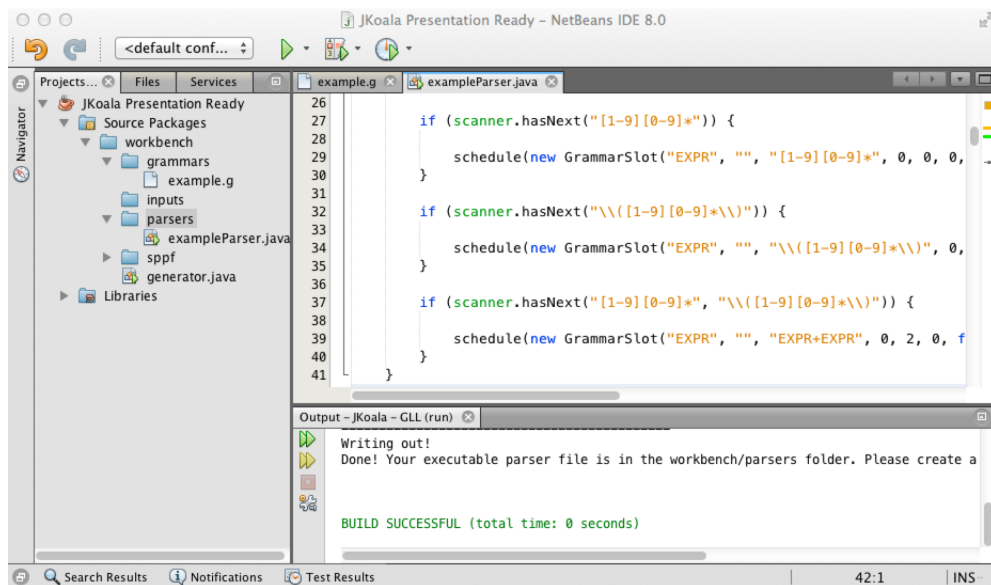 JKoala Presentation Ready – NetBeans IDE 8.0
<default conf...
Projects... Files Services
example.g exampleParser.java
Navigator
JKoala Presentation Ready
Source Packages
workbench
grammars
example.g
inputs
parsers
exampleParser.java
sppf
generator.java
Libraries
26
27 if (scanner.hasNext("[1-9][0-9]*")) {
28
29 schedule(new GrammarSlot("EXPR", "", "[1-9][0-9]*", 0, 0, 0,
30 }
31
32 if (scanner.hasNext("\\([1-9][0-9]*\\)")) {
33
34 schedule(new GrammarSlot("EXPR", "", "\\([1-9][0-9]*\\)", 0,
35 }
36
37 if (scanner.hasNext("[1-9][0-9]*", "\\([1-9][0-9]*\\)")) {
38
39 schedule(new GrammarSlot("EXPR", "", "EXPR+EXPR", 0, 2, 0, f
40 }
41 }
Output – JKoala – GLL (run)
Writing out!
Done! Your executable parser file is in the workbench/parsers folder. Please create a
BUILD SUCCESSFUL (total time: 0 seconds)
Search Results Notifications Test Results 42:1 INS